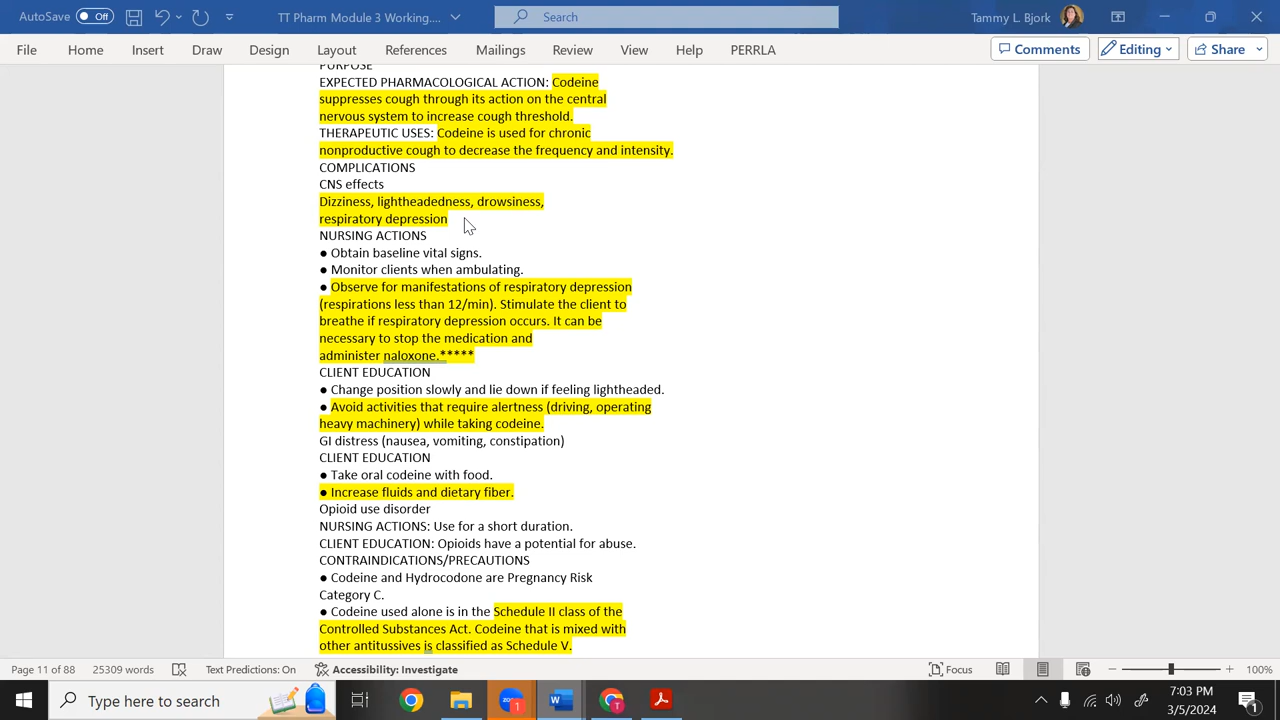 AutoSave Off TT Pharm Module 3 Working.... Search Tammy L. Bjork
File Home Insert Draw Design Layout References Mailings Review View Help PERRLA Comments Editing Share
PURPOSE
EXPECTED PHARMACOLOGICAL ACTION: Codeine
suppresses cough through its action on the central
nervous system to increase cough threshold.
THERAPEUTIC USES: Codeine is used for chronic
nonproductive cough to decrease the frequency and intensity.
COMPLICATIONS
CNS effects
Dizziness, lightheadedness, drowsiness,
respiratory depression
NURSING ACTIONS
● Obtain baseline vital signs.
● Monitor clients when ambulating.
● Observe for manifestations of respiratory depression
(respirations less than 12/min). Stimulate the client to
breathe if respiratory depression occurs. It can be
necessary to stop the medication and
administer naloxone.*****
CLIENT EDUCATION
● Change position slowly and lie down if feeling lightheaded.
● Avoid activities that require alertness (driving, operating
heavy machinery) while taking codeine.
GI distress (nausea, vomiting, constipation)
CLIENT EDUCATION
● Take oral codeine with food.
● Increase fluids and dietary fiber.
Opioid use disorder
NURSING ACTIONS: Use for a short duration.
CLIENT EDUCATION: Opioids have a potential for abuse.
CONTRAINDICATIONS/PRECAUTIONS
● Codeine and Hydrocodone are Pregnancy Risk
Category C.
● Codeine used alone is in the Schedule II class of the
Controlled Substances Act. Codeine that is mixed with
other antitussives is classified as Schedule V.
Page 11 of 88 25309 words Text Predictions: On Accessibility: Investigate Focus 100%
Type here to search zoom 1 7:03 PM
3/5/2024 1